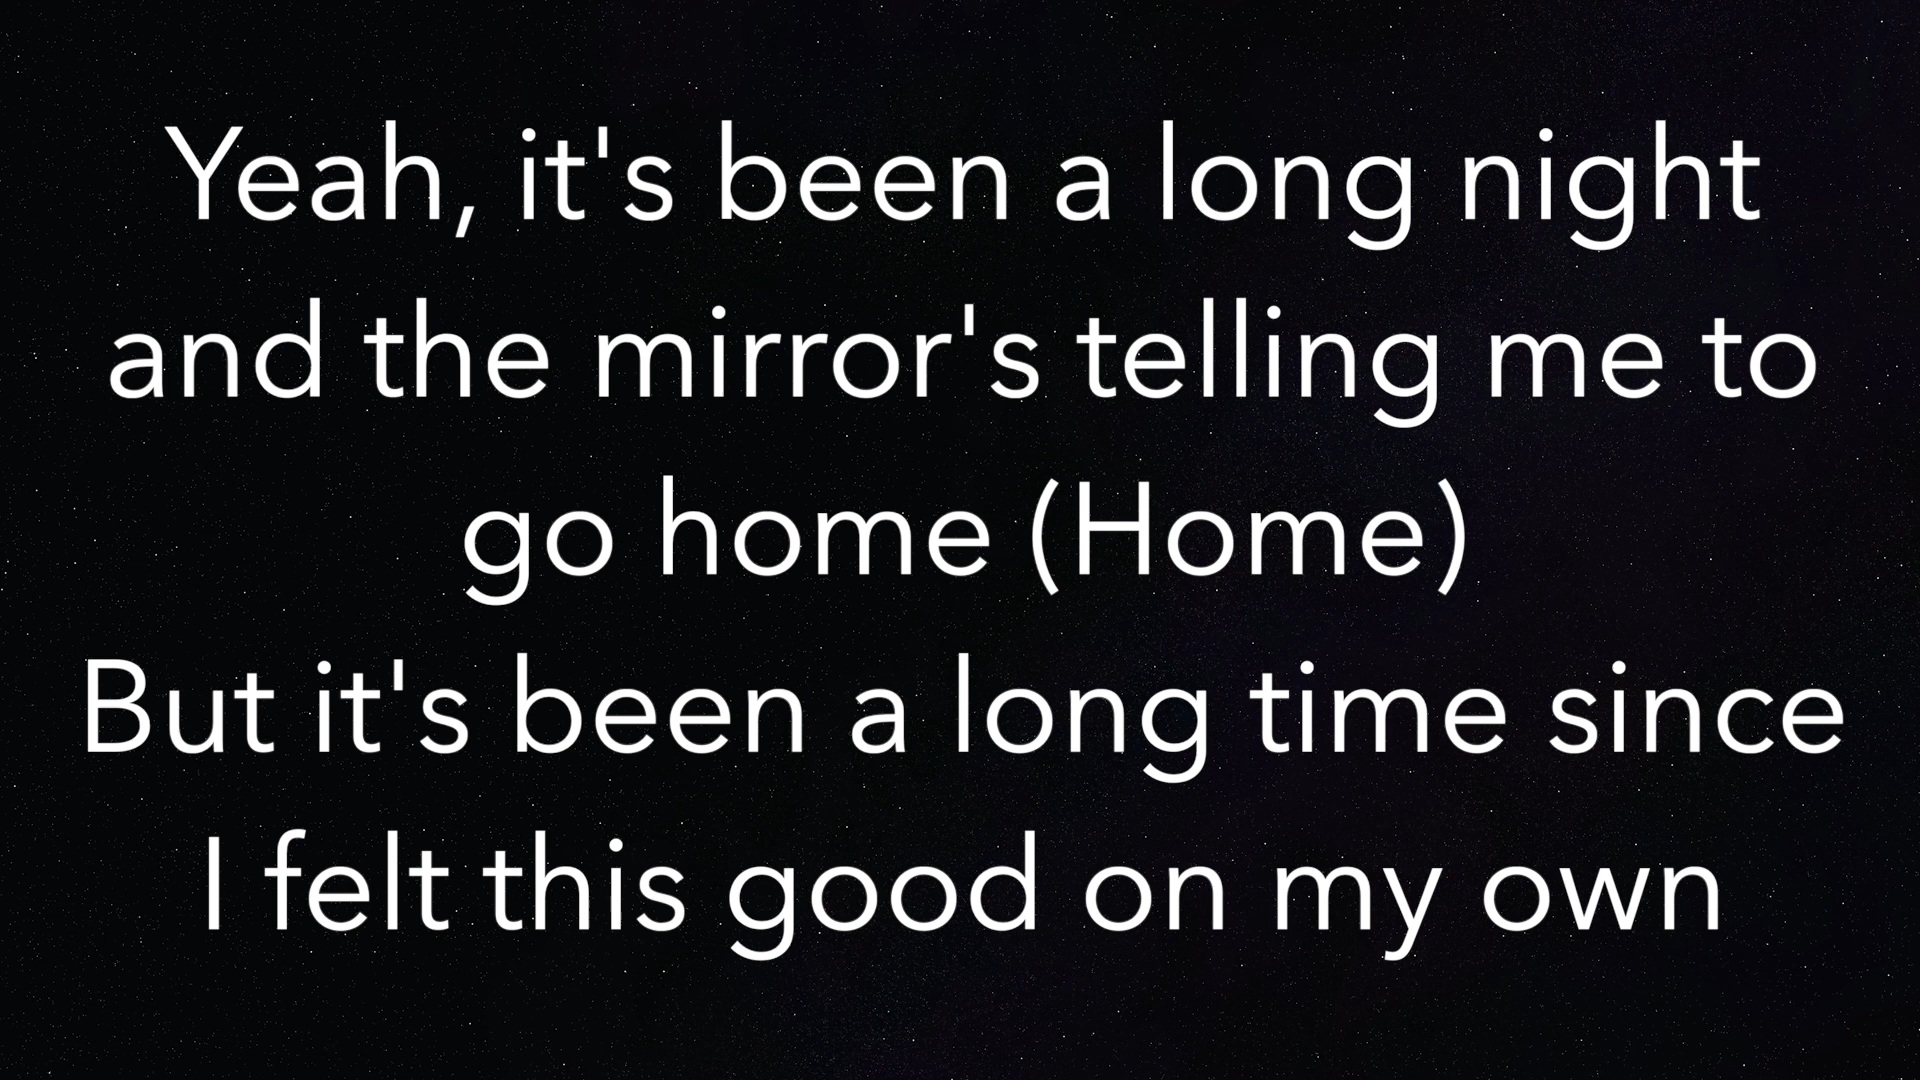 Yeah, it's been a long night
and the mirror's telling me to
go home (Home)
But it's been a long time since
I felt this good on my own